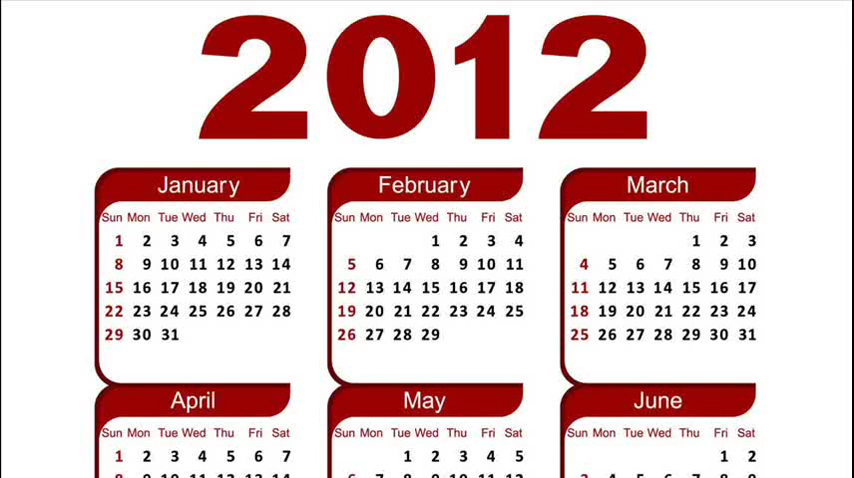 2012
January February March
Sun Mon Tue Wed Thu Fri Sat Sun Mon Tue Wed Thu Fri Sat Sun Mon Tue Wed Thu Fri Sat
1 2 3 4 5 6 7 1 2 3 4 1 2 3
8 9 10 11 12 13 14 5 6 7 8 9 10 11 4 5 6 7 8 9 10
15 16 17 18 19 20 21 12 13 14 15 16 17 18 11 12 13 14 15 16 17
22 23 24 25 26 27 28 19 20 21 22 23 24 25 18 19 20 21 22 23 24
29 30 31 26 27 28 29 25 26 27 28 29 30 31
April May June
Sun Mon Tue Wed Thu Fri Sat Sun Mon Tue Wed Thu Fri Sat Sun Mon Tue Wed Thu Fri Sat
1 2 3 4 5 6 7 1 2 3 4 5 1 2